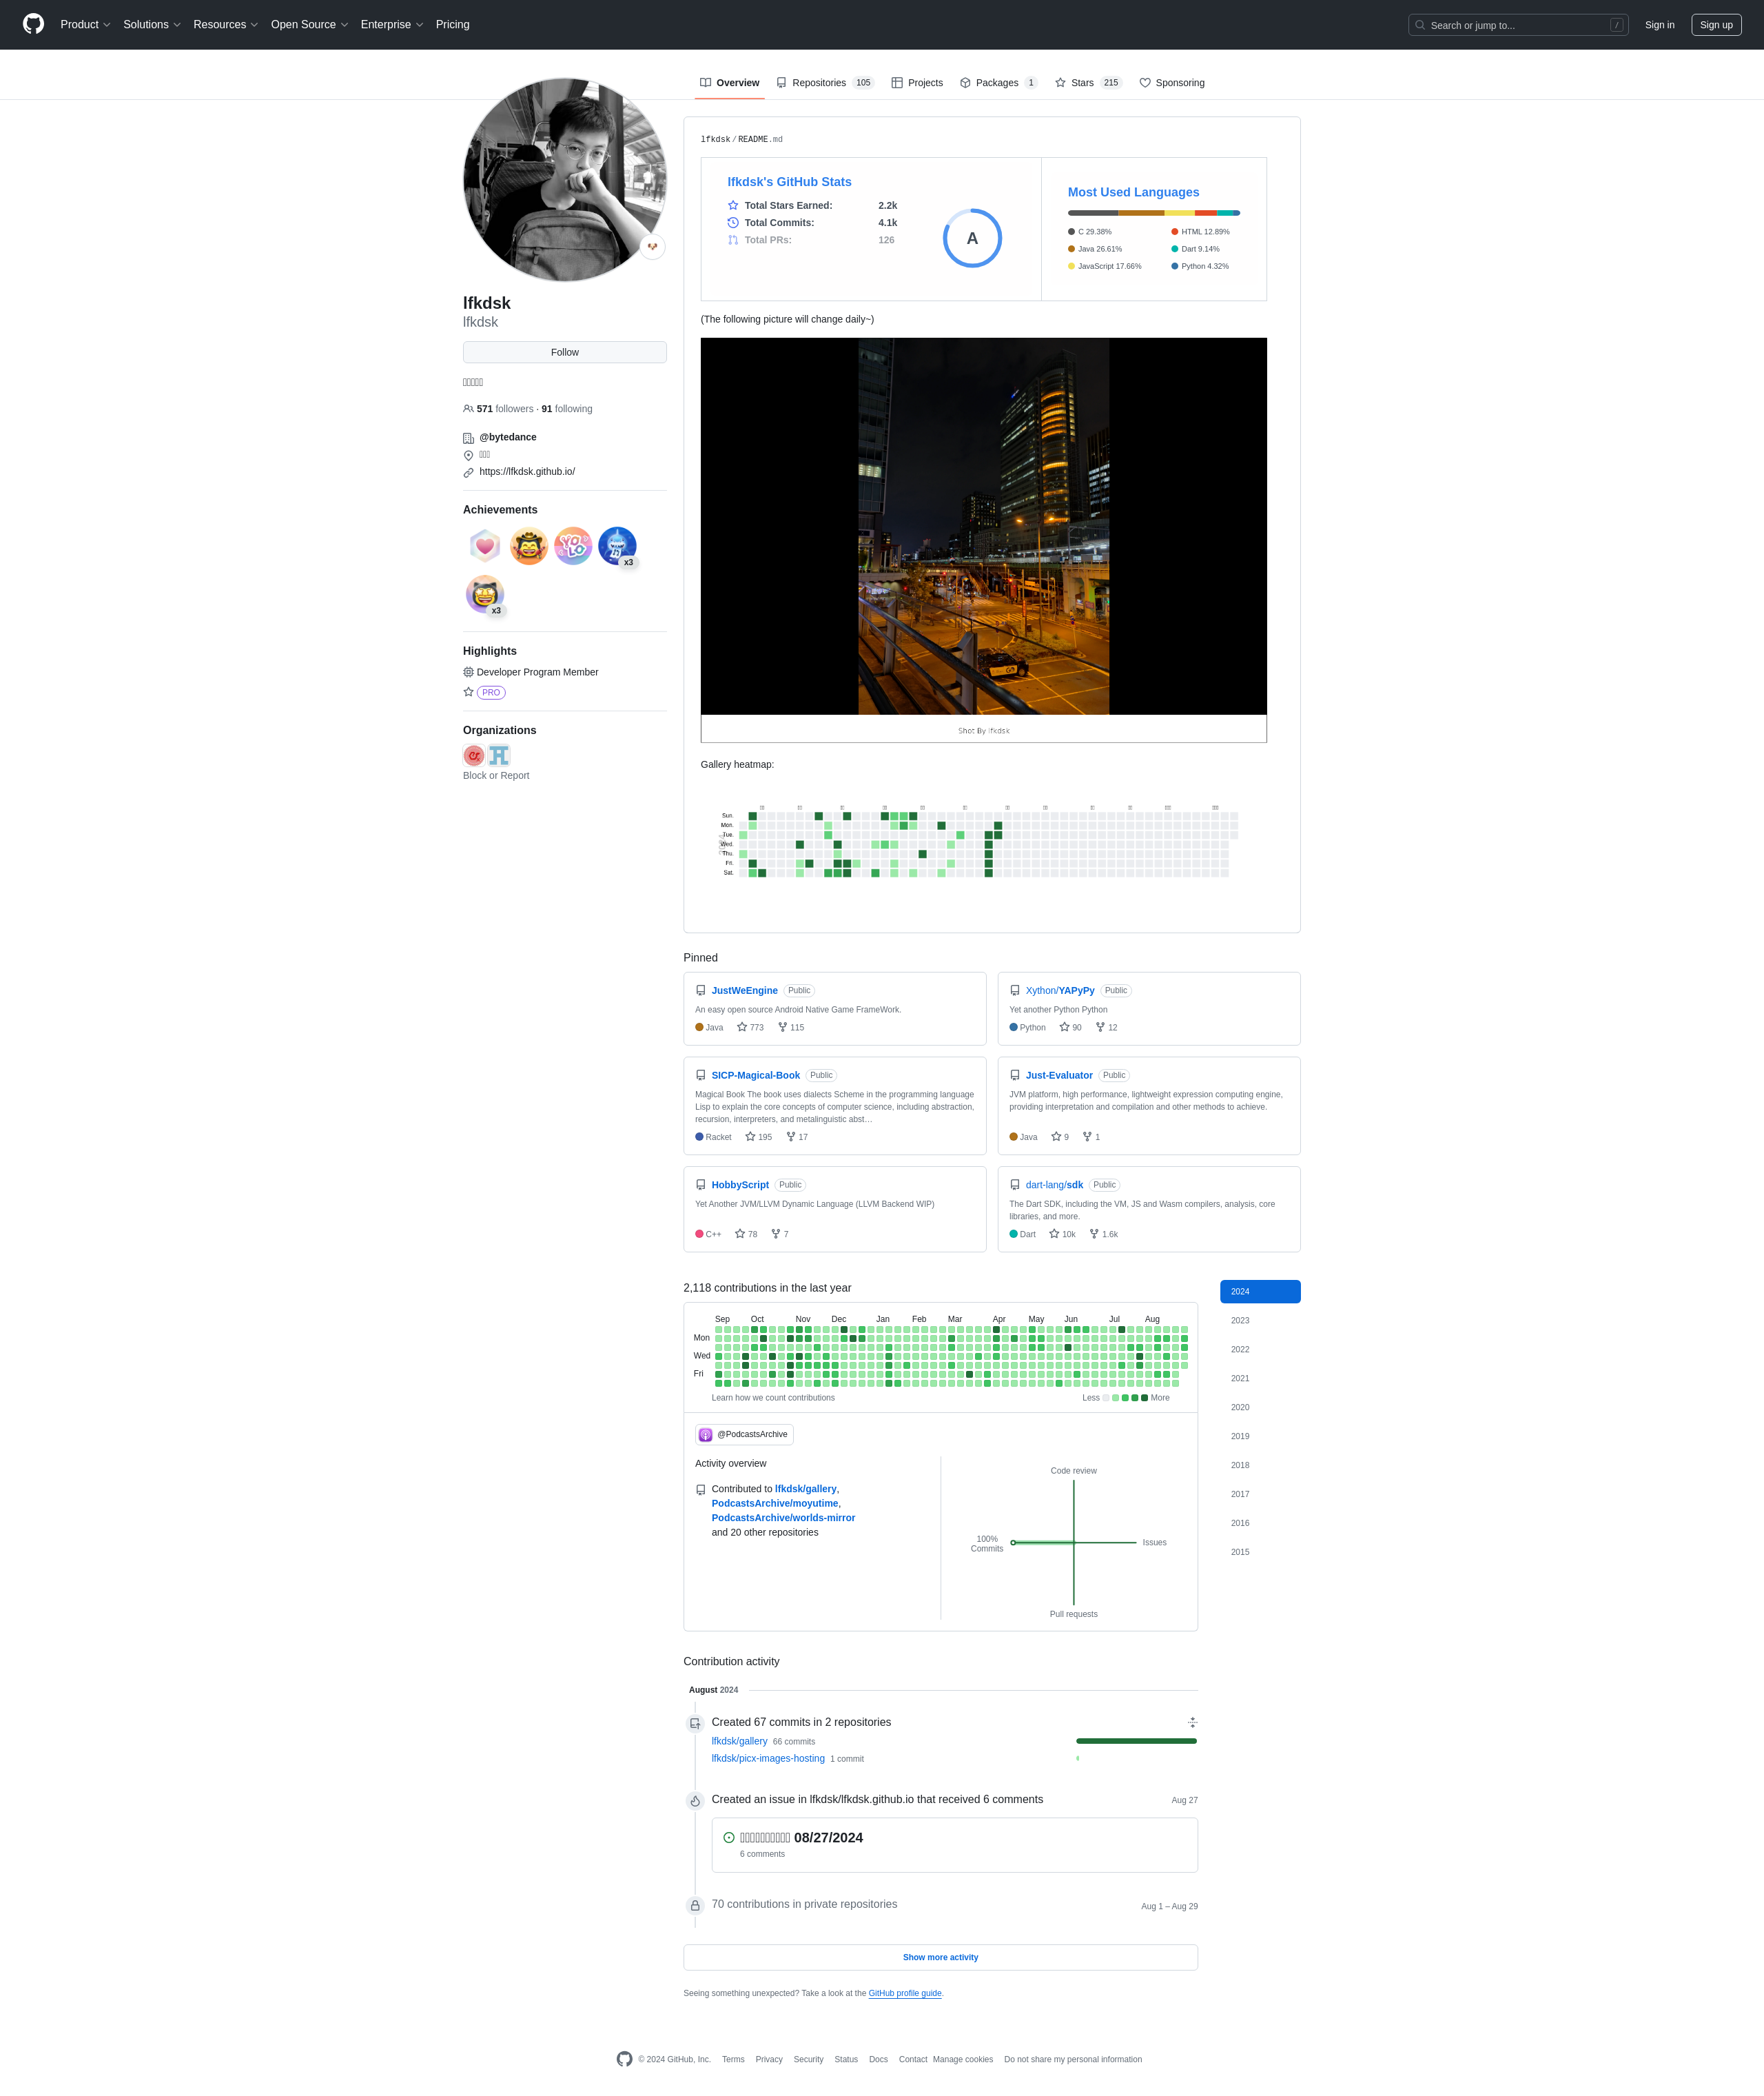 Product Solutions Resources Open Source Enterprise Pricing Search or jump to... / Sign in Sign up
Overview Repositories 105 Projects Packages 1 Stars 215 Sponsoring
lfkdsk
lfkdsk
Follow
571 followers · 91 following
@bytedance
https://lfkdsk.github.io/
Achievements
YOLO
x3
x3
Highlights
Developer Program Member
PRO
Organizations
Block or Report
lfkdsk / README.md
lfkdsk's GitHub Stats
Total Stars Earned: 2.2k
Total Commits: 4.1k
Total PRs: 126
A
Most Used Languages
C 29.38% HTML 12.89%
Java 26.61% Dart 9.14%
JavaScript 17.66% Python 4.32%
(The following picture will change daily~)
Shot By lfkdsk
Gallery heatmap:
Sun.
Mon.
Tue.
Wed.
Thu.
Fri.
Sat.
Pinned
JustWeEngine Public
An easy open source Android Native Game FrameWork.
Java 773 115
Xython/YAPyPy Public
Yet another Python Python
Python 90 12
SICP-Magical-Book Public
Magical Book The book uses dialects Scheme in the programming language
Lisp to explain the core concepts of computer science, including abstraction,
recursion, interpreters, and metalinguistic abst…
Racket 195 17
Just-Evaluator Public
JVM platform, high performance, lightweight expression computing engine,
providing interpretation and compilation and other methods to achieve.
Java 9 1
HobbyScript Public
Yet Another JVM/LLVM Dynamic Language (LLVM Backend WIP)
C++ 78 7
dart-lang/sdk Public
The Dart SDK, including the VM, JS and Wasm compilers, analysis, core
libraries, and more.
Dart 10k 1.6k
2,118 contributions in the last year
Sep Oct Nov Dec Jan Feb Mar Apr May Jun Jul Aug
Mon
Wed
Fri
Learn how we count contributions Less More
@PodcastsArchive
Activity overview
Contributed to lfkdsk/gallery,
PodcastsArchive/moyutime,
PodcastsArchive/worlds-mirror
and 20 other repositories
Code review
100%
Commits
Issues
Pull requests
2024
2023
2022
2021
2020
2019
2018
2017
2016
2015
Contribution activity
August 2024
Created 67 commits in 2 repositories
lfkdsk/gallery 66 commits
lfkdsk/picx-images-hosting 1 commit
Created an issue in lfkdsk/lfkdsk.github.io that received 6 comments Aug 27
08/27/2024
6 comments
70 contributions in private repositories Aug 1 – Aug 29
Show more activity
Seeing something unexpected? Take a look at the GitHub profile guide.
© 2024 GitHub, Inc. Terms Privacy Security Status Docs Contact Manage cookies Do not share my personal information